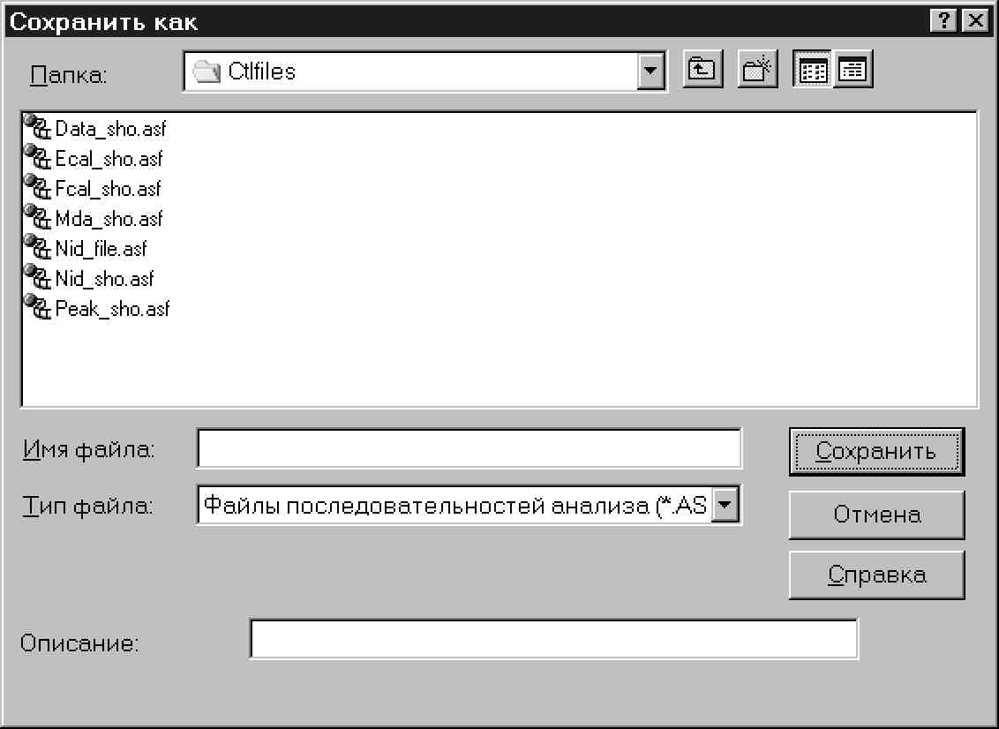 Сохранить как
Папка: Ctlfiles
Data_sho.asf
Ecal_sho.asf
Fcal_sho.asf
Mda_sho.asf
Nid_file.asf
Nid_sho.asf
Peak_sho.asf
Имя файла: Сохранить
Тип файла: Файлы последовательностей анализа (*.AS
Отмена
Справка
Описание: